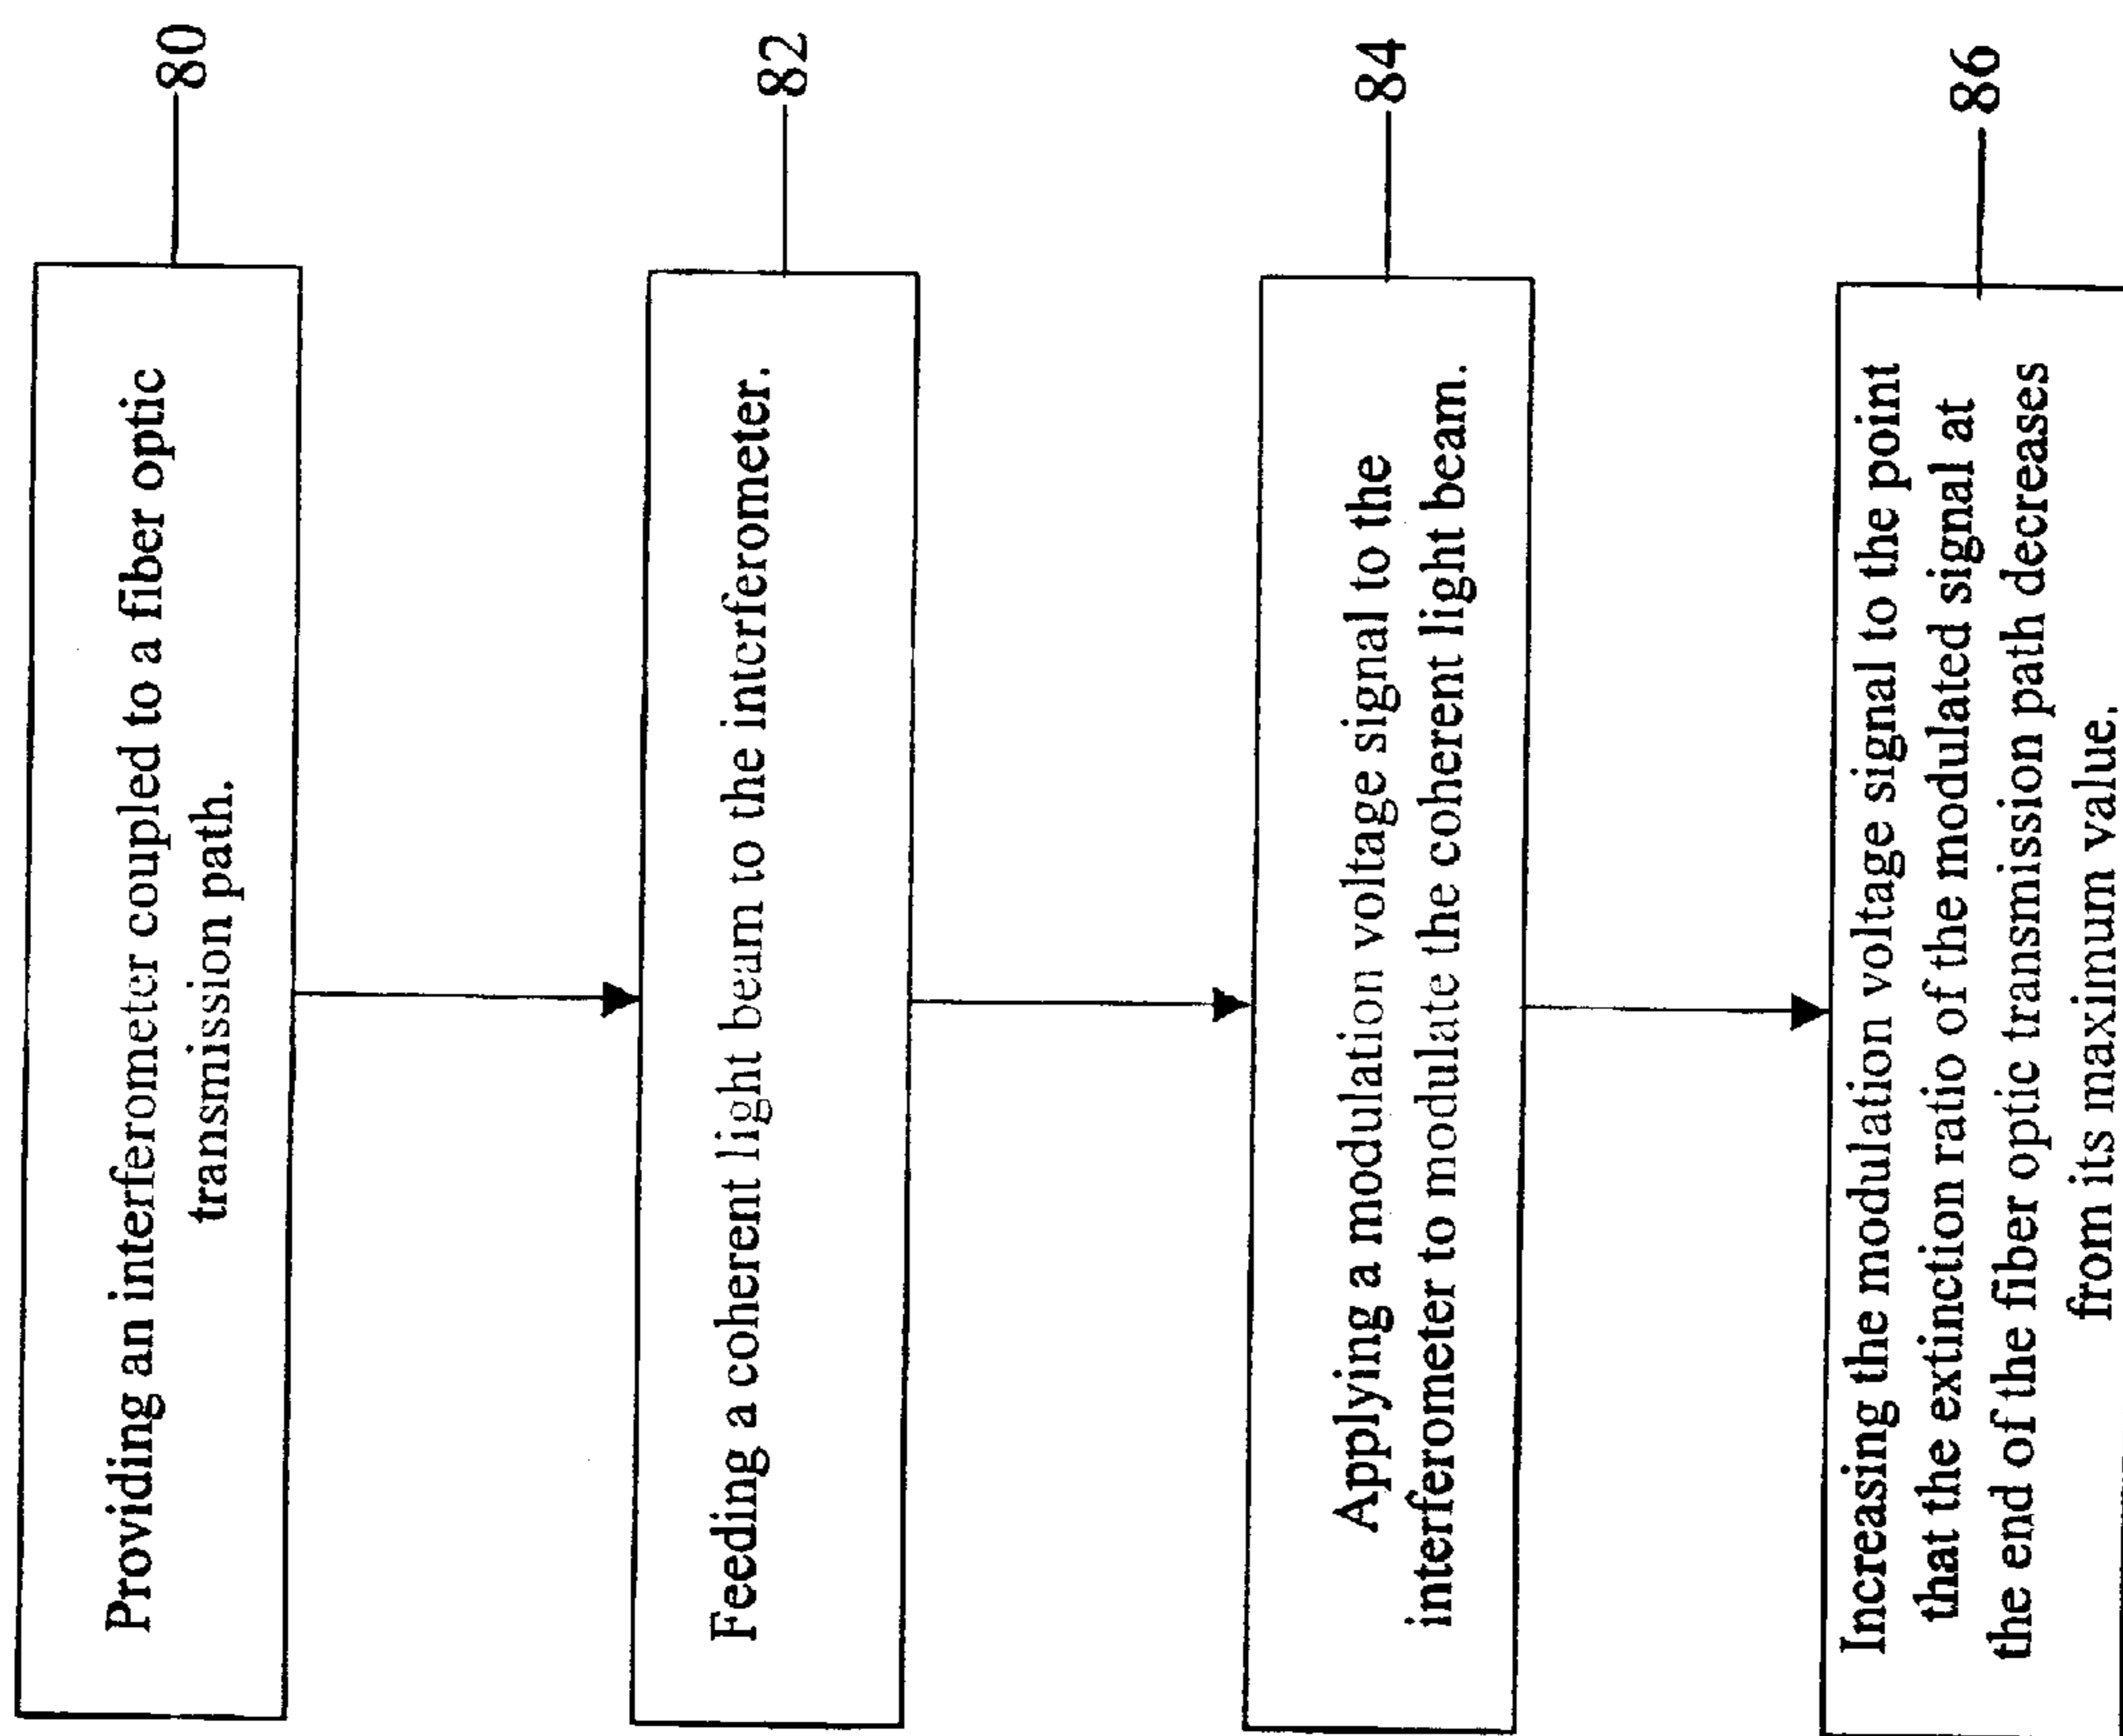 Providing an interferometer coupled to a fiber optic
transmission path.
80
Feeding a coherent light beam to the interferometer.
82
Applying a modulation voltage signal to the
interferometer to modulate the coherent light beam.
84
Increasing the modulation voltage signal to the point
that the extinction ratio of the modulated signal at
the end of the fiber optic transmission path decreases
from its maximum value.
86